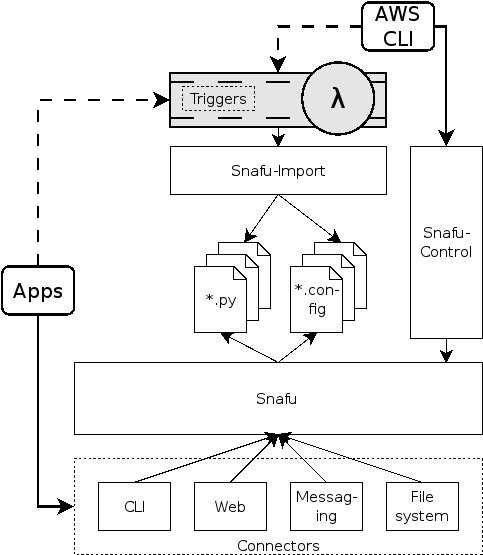 AWS
CLI
Triggers
λ
Snafu-Import
Snafu-
Control
*.py
*.con-
fig
Apps
Snafu
CLI
Web
Messag-
ing
File
system
Connectors